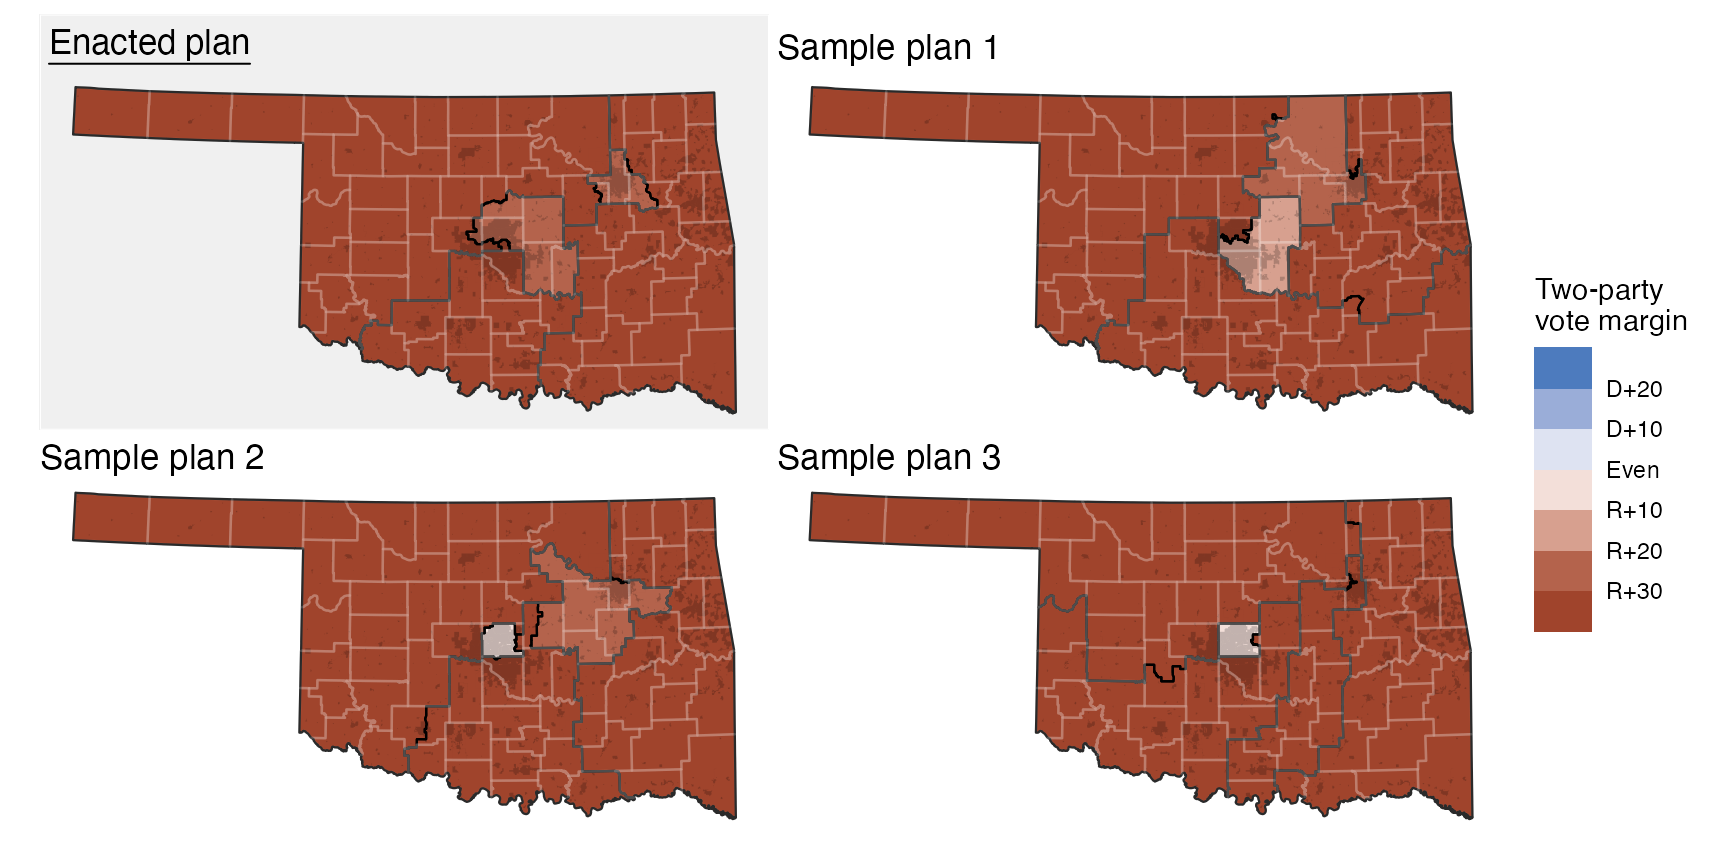 Enacted plan
Sample plan 1
Sample plan 2
Sample plan 3
Two-party
vote margin
D+20
D+10
Even
R+10
R+20
R+30